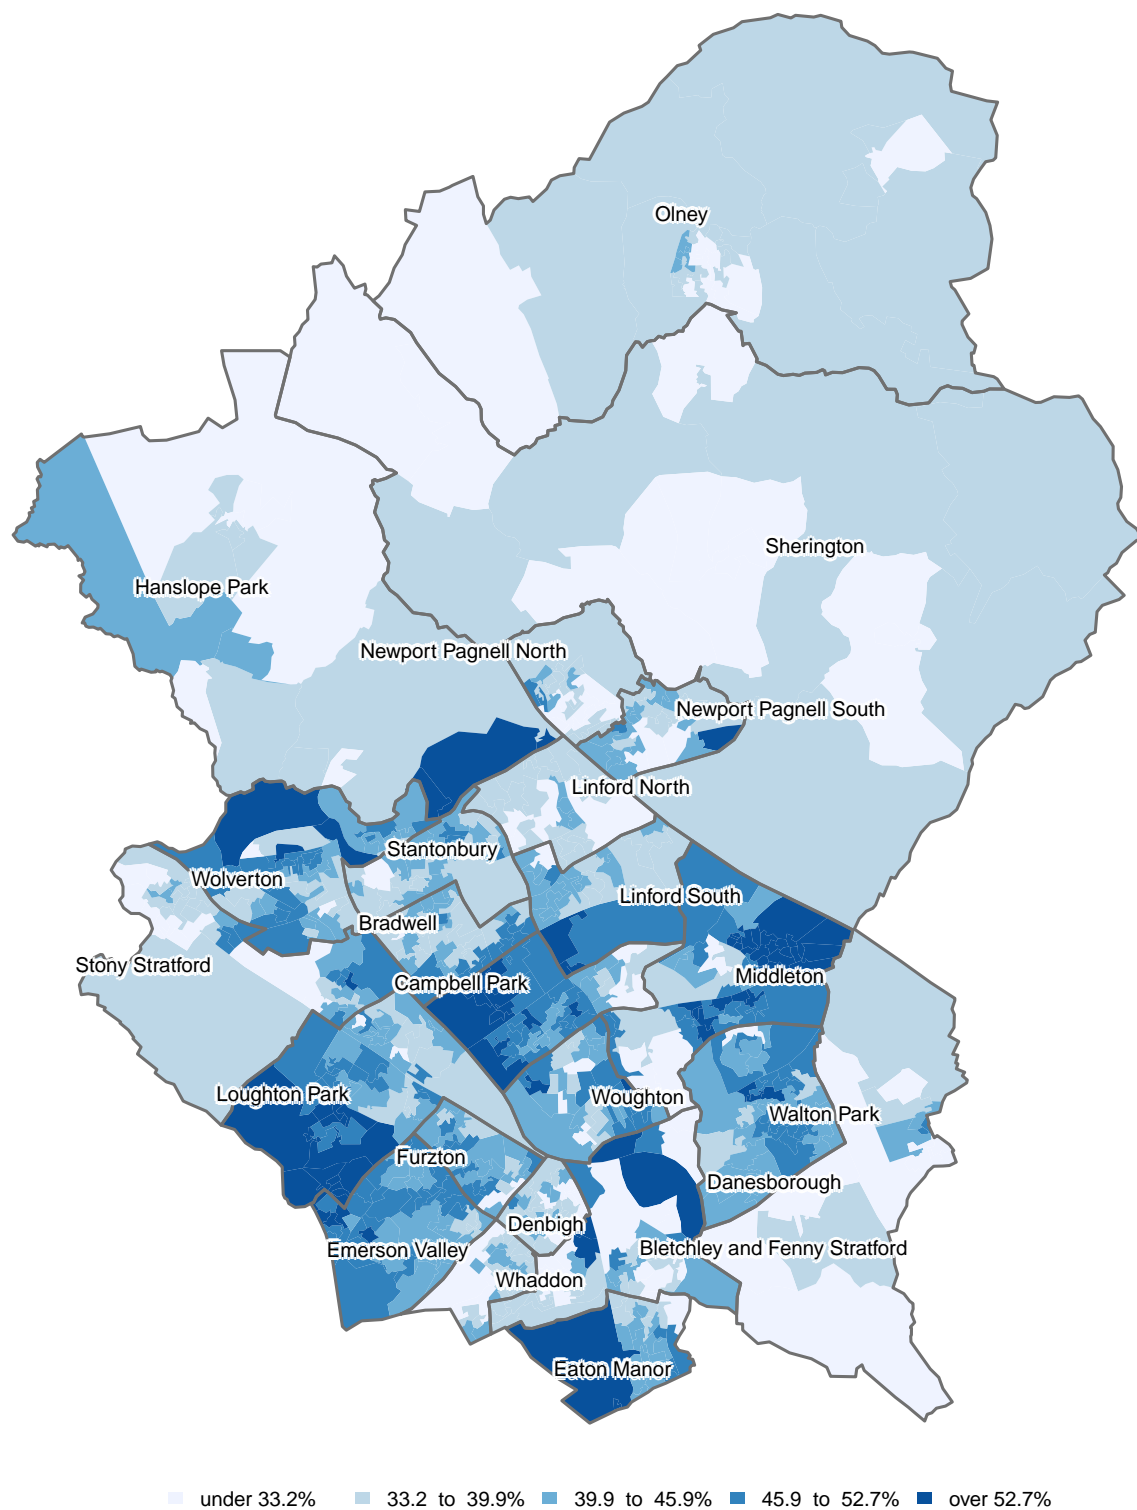 Olney
Sherington
Hanslope Park
Newport Pagnell North
Newport Pagnell South
Linford North
Stantonbury
Wolverton
Linford South
Bradwell
Stony Stratford
Middleton
Campbell Park
Loughton Park
Woughton
Walton Park
Furzton
Danesborough
Denbigh
Bletchley and Fenny Stratford
Emerson Valley
Whaddon
Eaton Manor
under 33.2% 33.2 to 39.9% 39.9 to 45.9% 45.9 to 52.7% over 52.7%